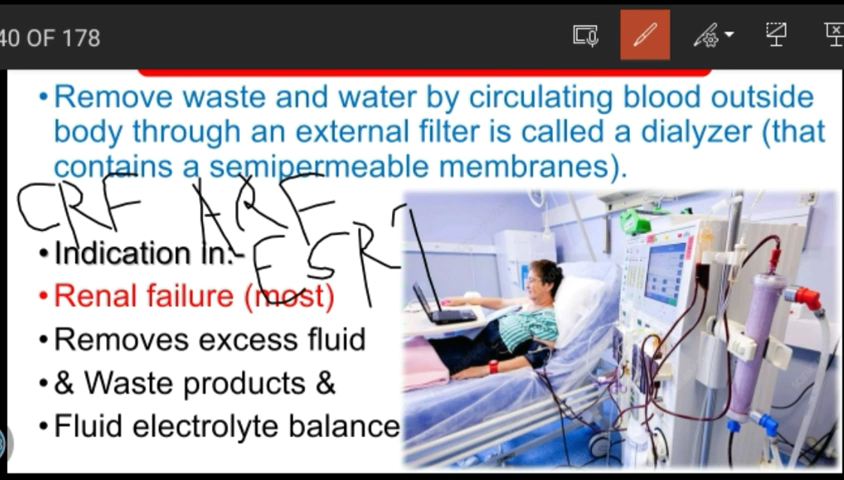 40 OF 178
• Remove waste and water by circulating blood outside
body through an external filter is called a dialyzer (that
contains a semipermeable membranes).
CRF ARF
• Indication in:-
ESR
• Renal failure (most)
• Removes excess fluid
• & Waste products &
• Fluid electrolyte balance